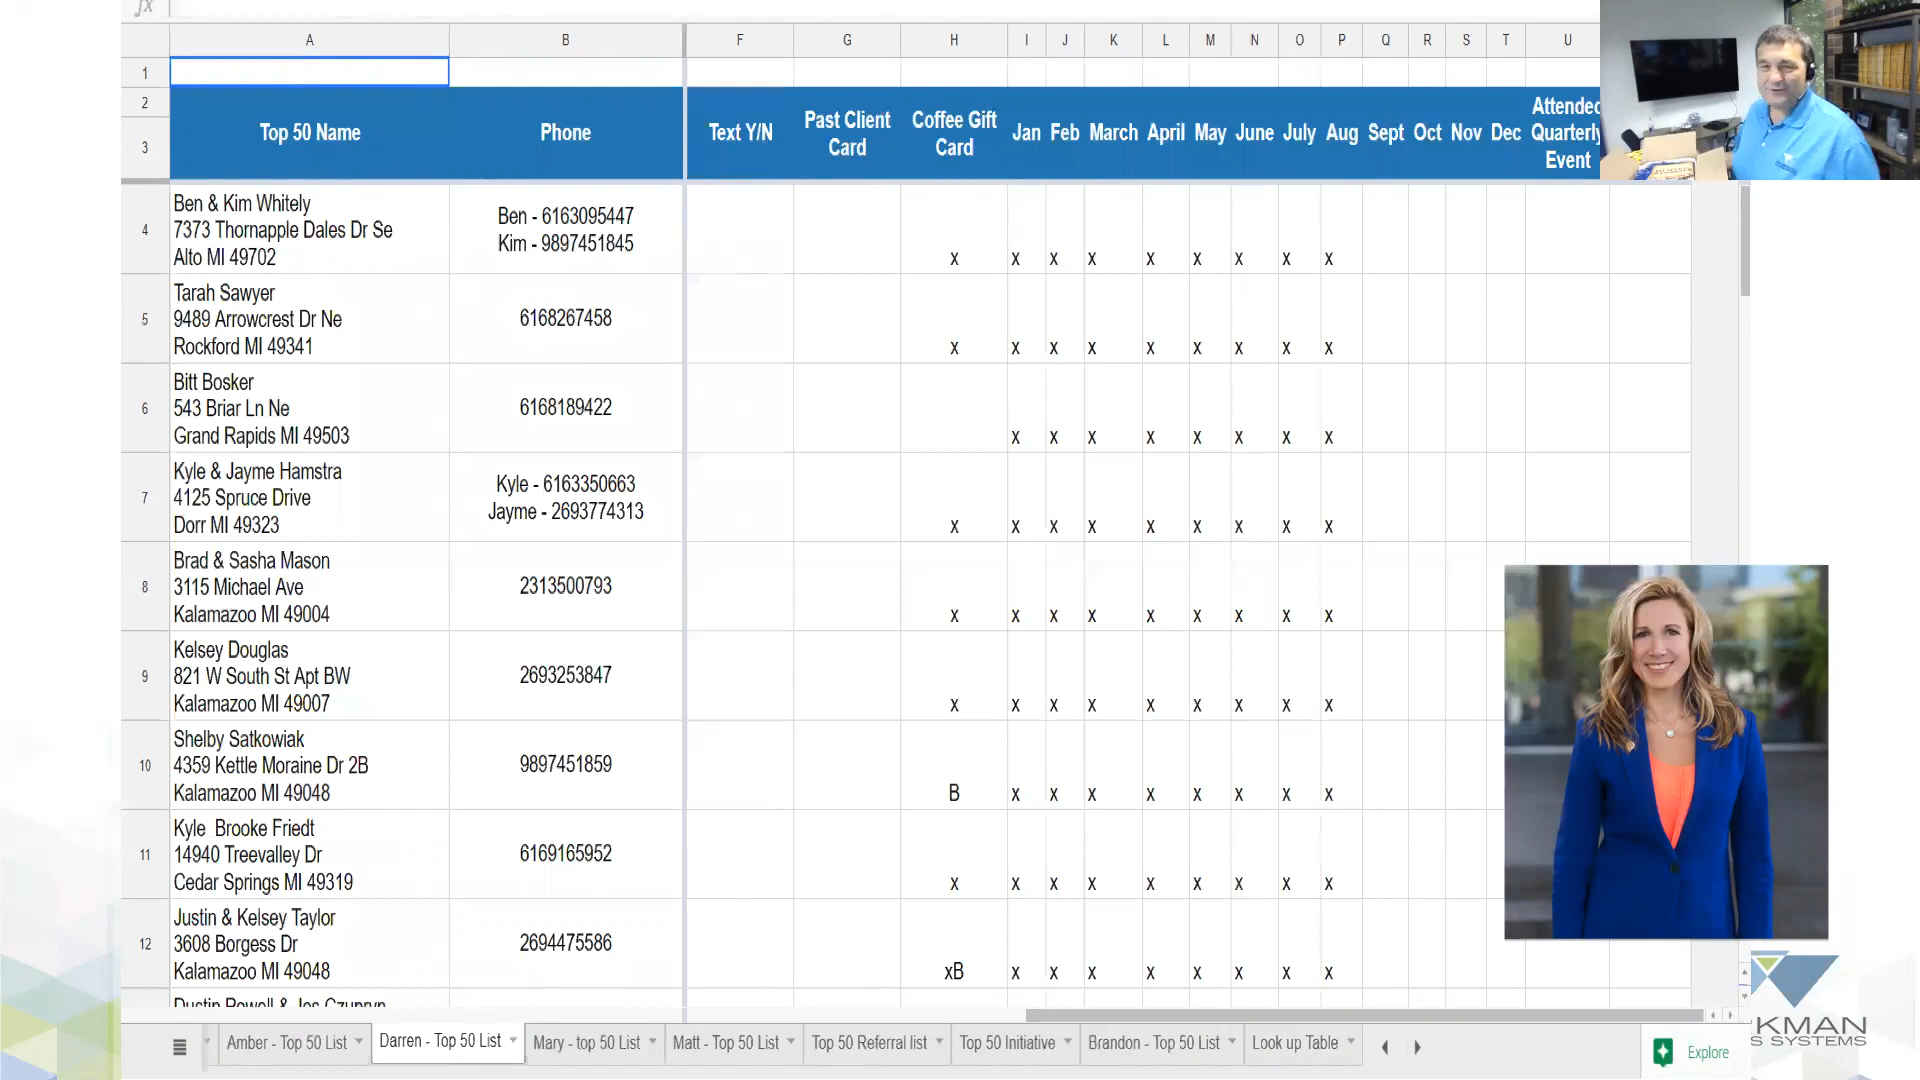 fx
A B F G H I J K L M N O P Q R S T U
1
2
3
Top 50 Name Phone Text Y/N Past Client Card Coffee Gift Card Jan Feb March April May June July Aug Sept Oct Nov Dec Attended Quarterly Event
4
Ben & Kim Whitely
7373 Thornapple Dales Dr Se
Alto MI 49702
Ben - 6163095447
Kim - 9897451845
x x x x x x x x x
5
Tarah Sawyer
9489 Arrowcrest Dr Ne
Rockford MI 49341
6168267458
x x x x x x x x x
6
Bitt Bosker
543 Briar Ln Ne
Grand Rapids MI 49503
6168189422
x x x x x x x x
7
Kyle & Jayme Hamstra
4125 Spruce Drive
Dorr MI 49323
Kyle - 6163350663
Jayme - 2693774313
x x x x x x x x x
8
Brad & Sasha Mason
3115 Michael Ave
Kalamazoo MI 49004
2313500793
x x x x x x x x x
9
Kelsey Douglas
821 W South St Apt BW
Kalamazoo MI 49007
2693253847
x x x x x x x x x
10
Shelby Satkowiak
4359 Kettle Moraine Dr 2B
Kalamazoo MI 49048
9897451859
B x x x x x x x x
11
Kyle Brooke Friedt
14940 Treevalley Dr
Cedar Springs MI 49319
6169165952
x x x x x x x x x
12
Justin & Kelsey Taylor
3608 Borgess Dr
Kalamazoo MI 49048
2694475586
xB x x x x x x x x
Dustin Powell & Jes Czupryn
Amber - Top 50 List Darren - Top 50 List Mary - top 50 List Matt - Top 50 List Top 50 Referral list Top 50 Initiative Brandon - Top 50 List Look up Table
Explore
KMAN
S SYSTEMS